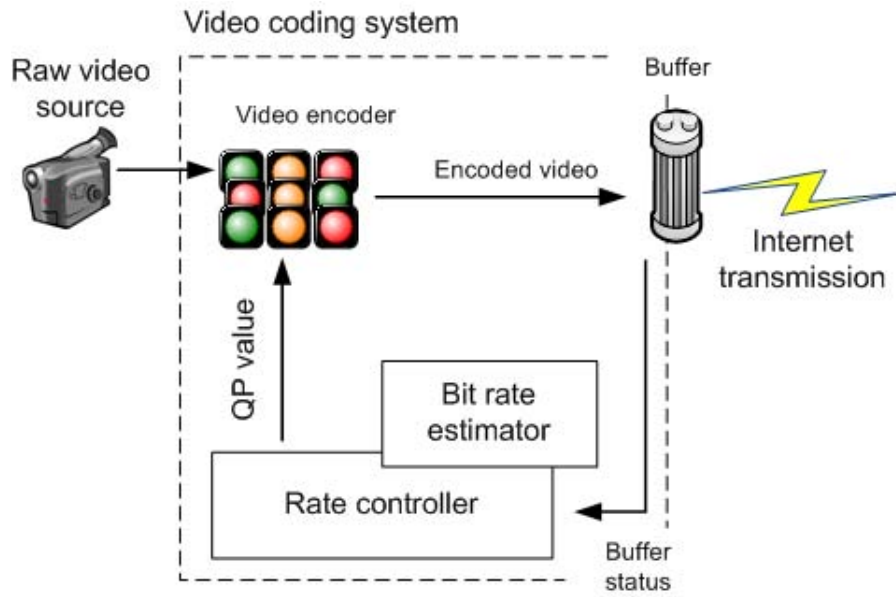 Video coding system
Raw video
source
Buffer
Video encoder
Encoded video
Internet
transmission
QP value
Bit rate
estimator
Rate controller
Buffer
status